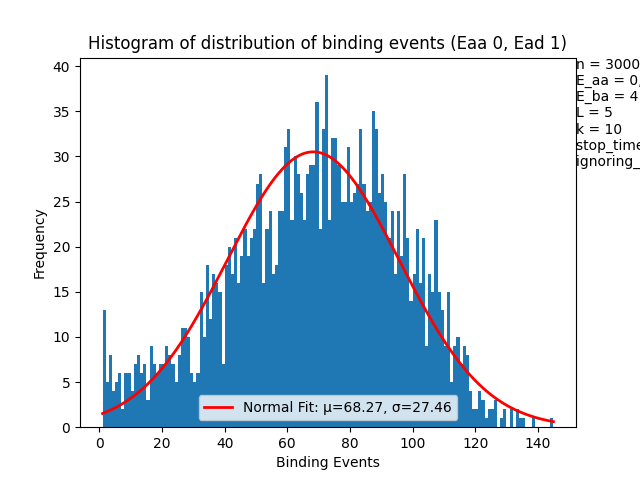 Histogram of distribution of binding events (Eaa 0, Ead 1)
n = 3000
E_aa = 0,
E_ba = 4
L = 5
k = 10
stop_time
ignoring_
Frequency
40
35
30
25
20
15
10
5
0
Normal Fit: μ=68.27, σ=27.46
0 20 40 60 80 100 120 140
Binding Events